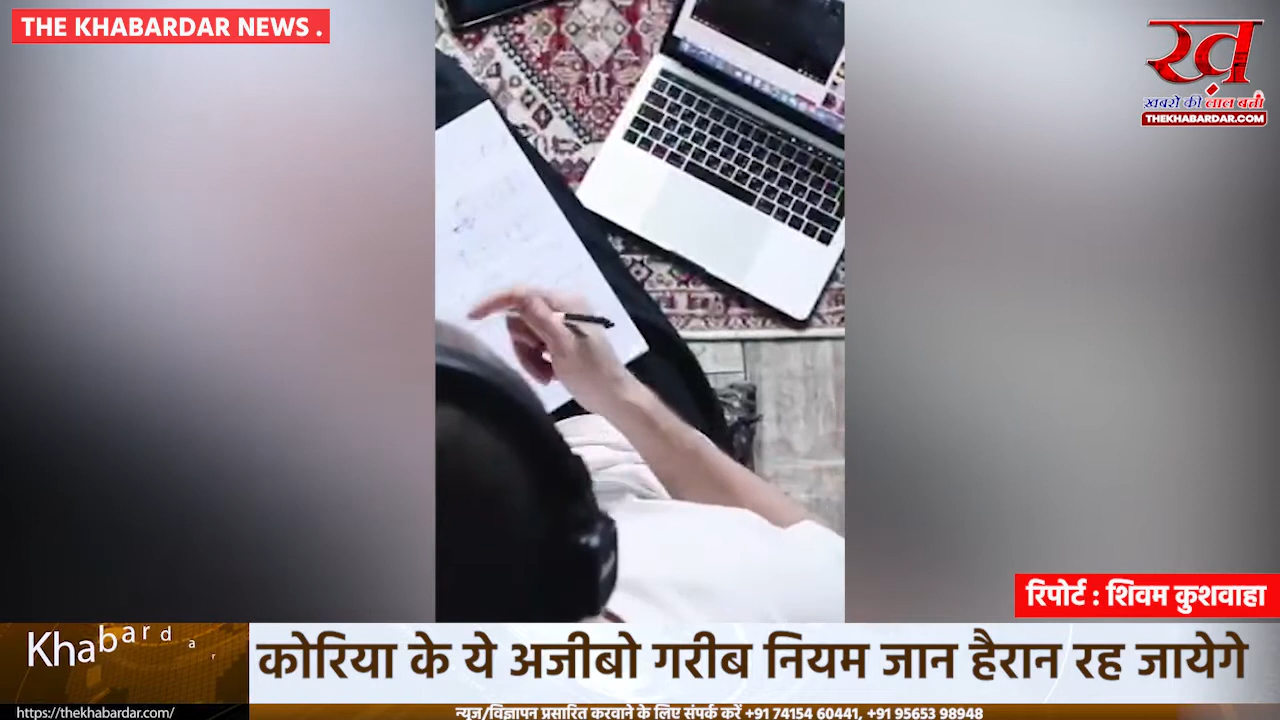 THE KHABARDAR NEWS .
ख़
ख़बरों की लाल बत्ती
THEKHABARDAR.COM
रिपोर्ट : शिवम कुशवाहा
Khabardar
कोरिया के ये अजीबो गरीब नियम जान हैरान रह जायेगे
https://thekhabardar.com/
न्यूज/विज्ञापन प्रसारित करवाने के लिए संपर्क करें +91 74154 60441, +91 95653 98948